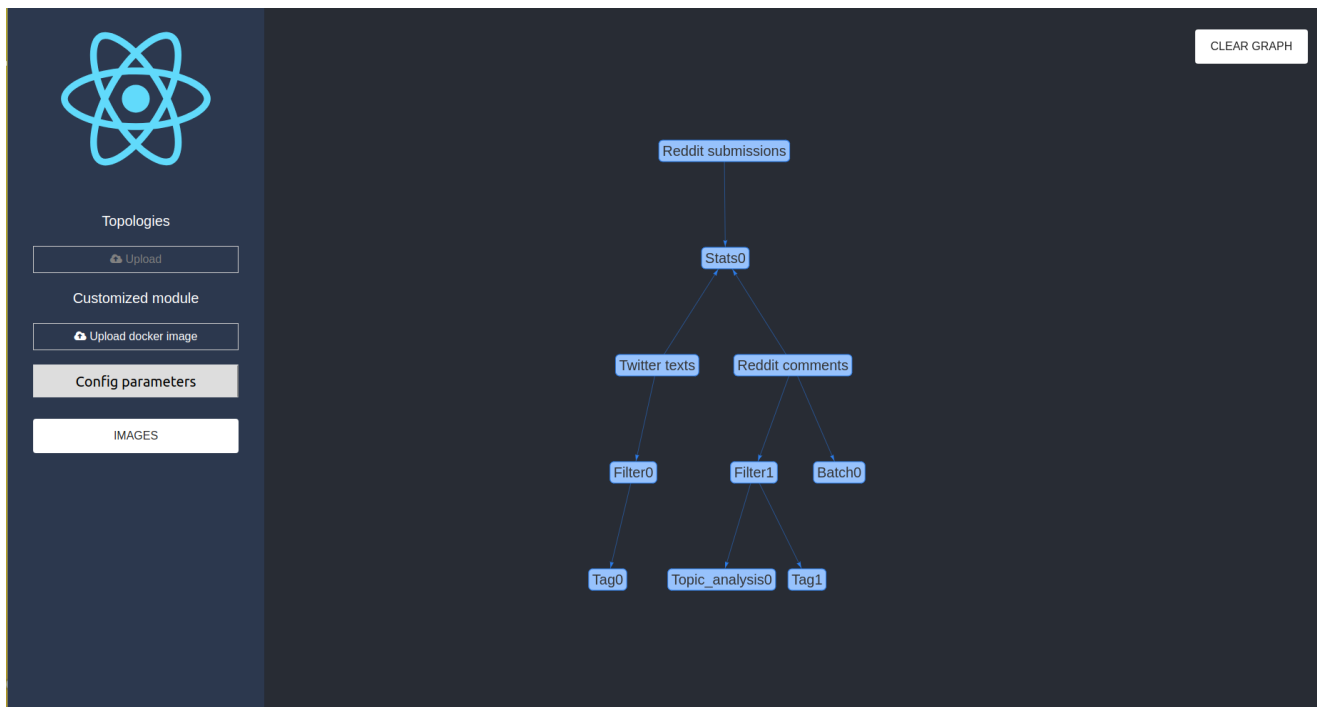 CLEAR GRAPH
Topologies
Upload
Customized module
Upload docker image
Config parameters
IMAGES
Reddit submissions
Stats0
Twitter texts
Reddit comments
Filter0
Filter1
Batch0
Tag0
Topic_analysis0
Tag1